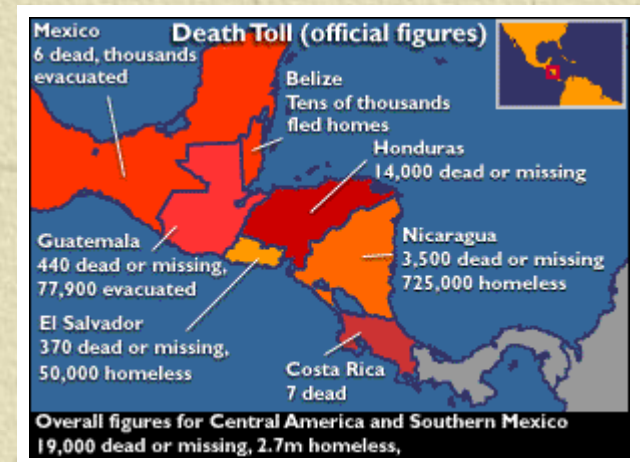 Death Toll (official figures)
Mexico
6 dead, thousands
evacuated
Belize
Tens of thousands
fled homes
Honduras
14,000 dead or missing
Guatemala
440 dead or missing,
77,900 evacuated
Nicaragua
3,500 dead or missing
725,000 homeless
El Salvador
370 dead or missing,
50,000 homeless
Costa Rica
7 dead
Overall figures for Central America and Southern Mexico
19,000 dead or missing, 2.7m homeless,